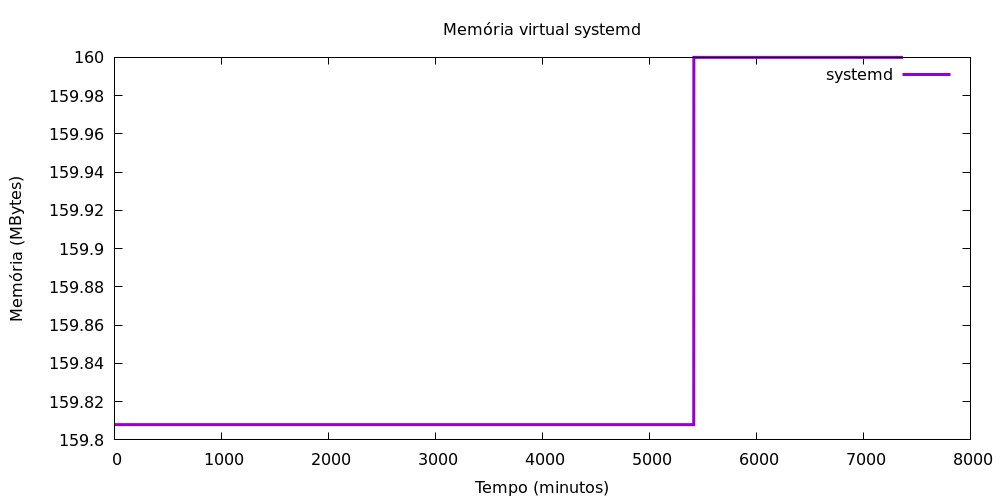 Memória virtual systemd
160
159.98
159.96
159.94
159.92
159.9
159.88
159.86
159.84
159.82
159.8
Memória (MBytes)
systemd
0 1000 2000 3000 4000 5000 6000 7000 8000
Tempo (minutos)